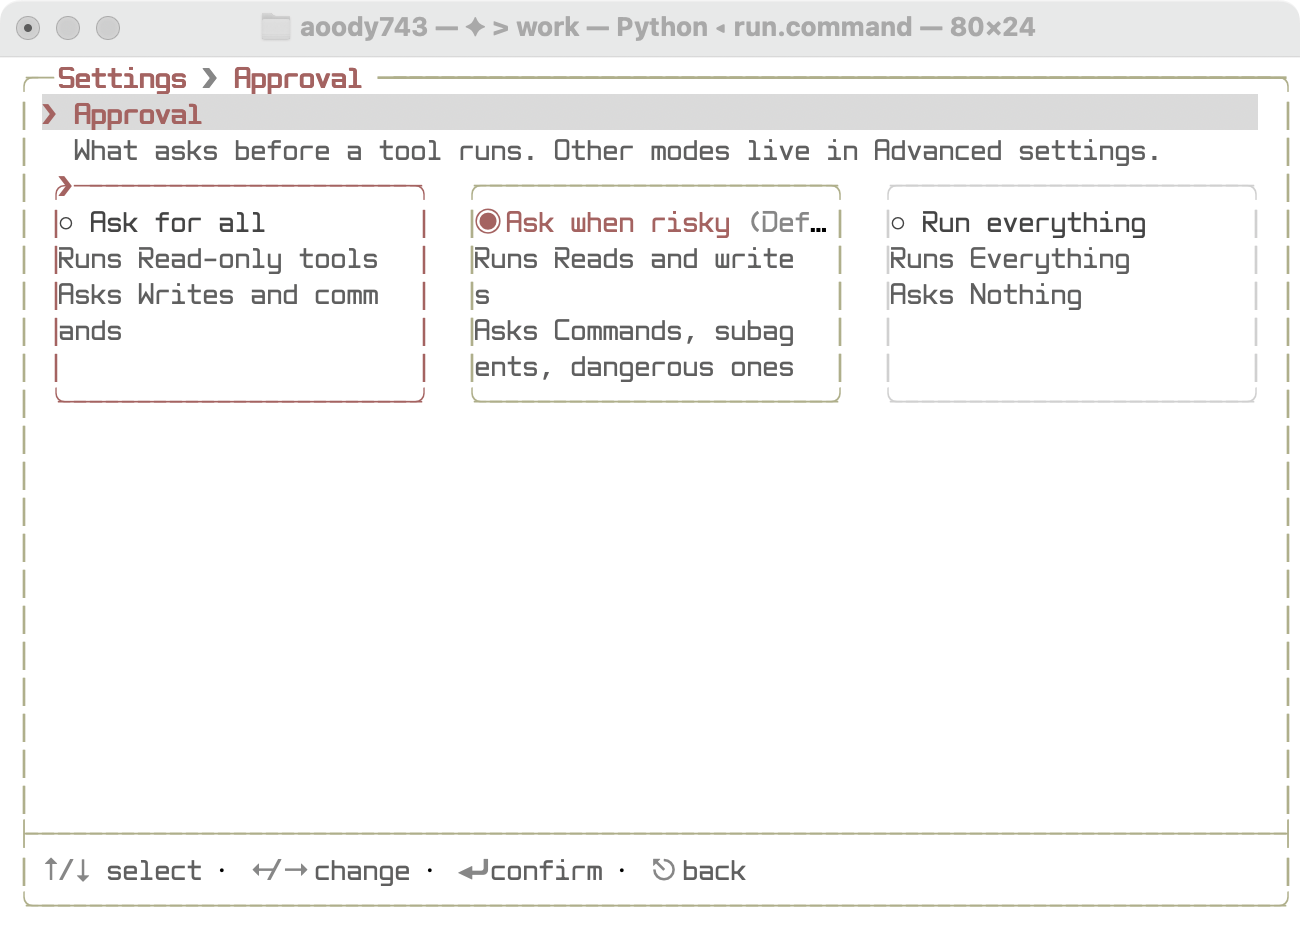 aoody743 — ✦ > work — Python ◂ run.command — 80×24
Settings ❯ Approval
❯ Approval
What asks before a tool runs. Other modes live in Advanced settings.
❯
○ Ask for all
Runs Read-only tools
Asks Writes and comm
ands
◉ Ask when risky (Def…
Runs Reads and write
s
Asks Commands, subag
ents, dangerous ones
○ Run everything
Runs Everything
Asks Nothing
↑/↓ select · ←/→ change · ↵ confirm · ⎋ back